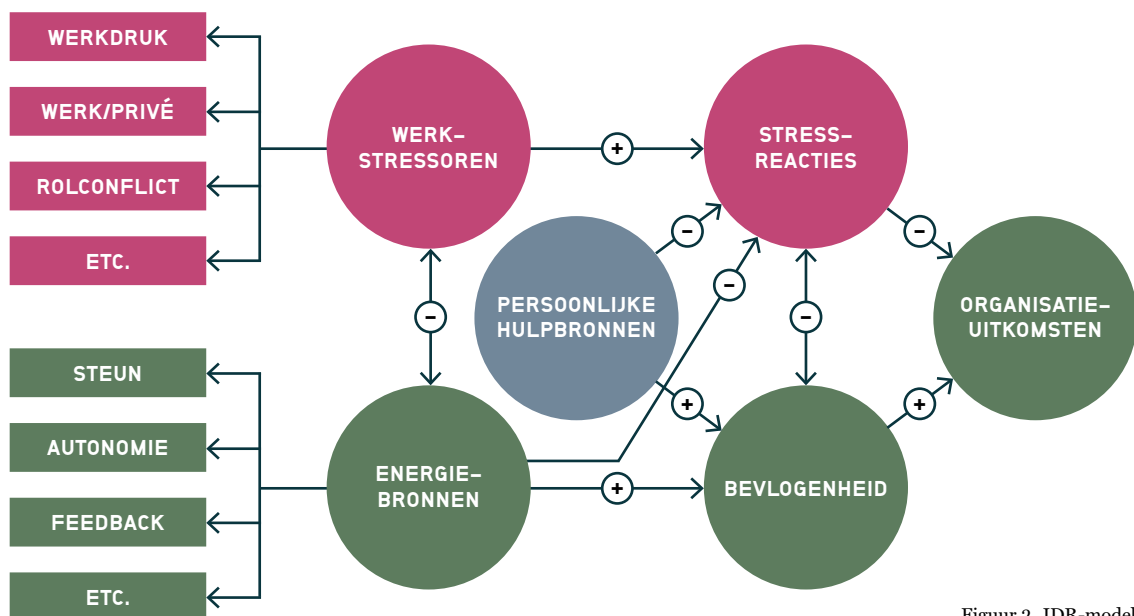 WERKDRUK
WERK/PRIVÉ
ROLCONFLICT
ETC.
WERK–
STRESSOREN
+
STRESS–
REACTIES
–
–
–
–
–
PERSOONLIJKE
HULPBRONNEN
ORGANISATIE–
UITKOMSTEN
STEUN
AUTONOMIE
FEEDBACK
ETC.
ENERGIE–
BRONNEN
+
+
+
BEVLOGENHEID